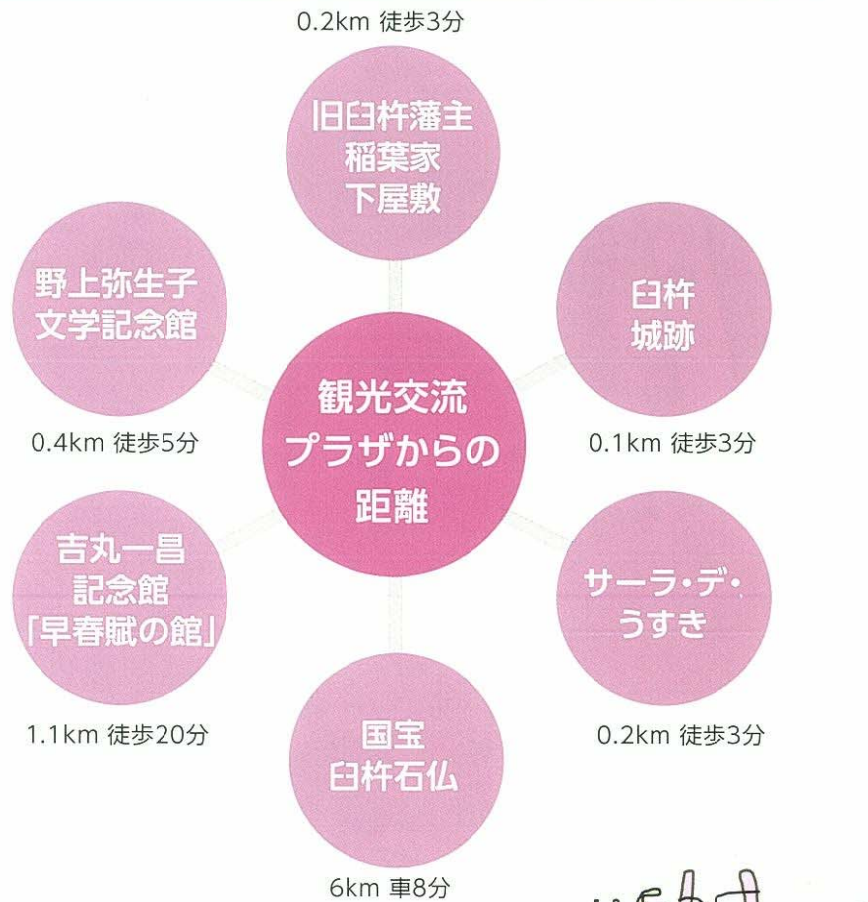 0.2km 徒歩3分
旧臼杵藩主
稲葉家
下屋敷
野上弥生子
文学記念館
0.4km 徒歩5分
臼杵
城跡
0.1km 徒歩3分
観光交流
プラザからの
距離
吉丸一昌
記念館
「早春賦の館」
1.1km 徒歩20分
サーラ・デ・
うすき
0.2km 徒歩3分
国宝
臼杵石仏
6km 車8分